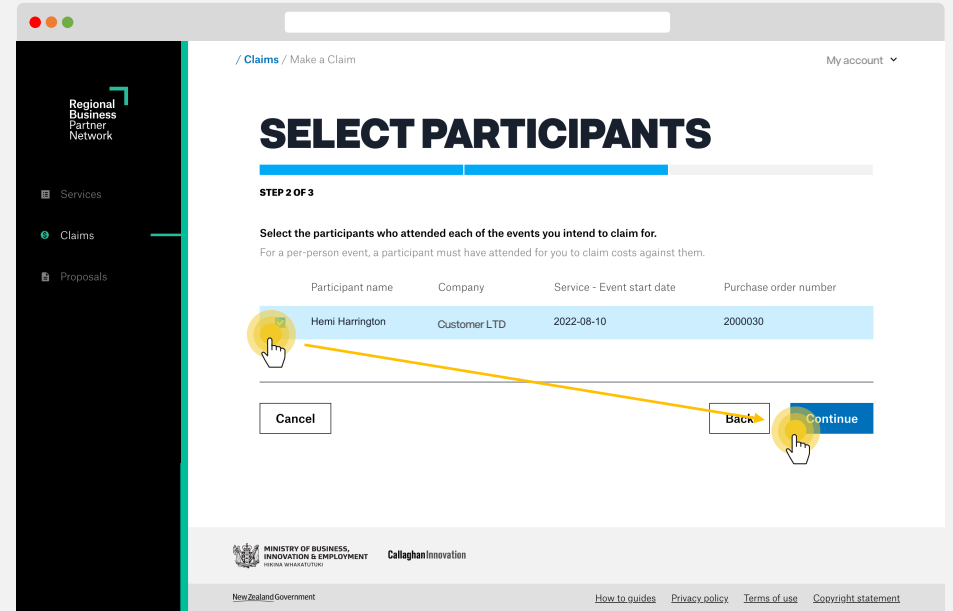 / Claims / Make a Claim
My account
Regional
Business
Partner
Network
SELECT PARTICIPANTS
STEP 2 OF 3
Services
Claims
Proposals
Select the participants who attended each of the events you intend to claim for.
For a per-person event, a participant must have attended for you to claim costs against them.
Participant name Company Service - Event start date Purchase order number
Hemi Harrington Customer LTD 2022-08-10 2000030
Cancel Back Continue
MINISTRY OF BUSINESS,
INNOVATION & EMPLOYMENT
HIKINA WHAKATUTUKI
CallaghanInnovation
New Zealand Government
How to guides Privacy policy Terms of use Copyright statement